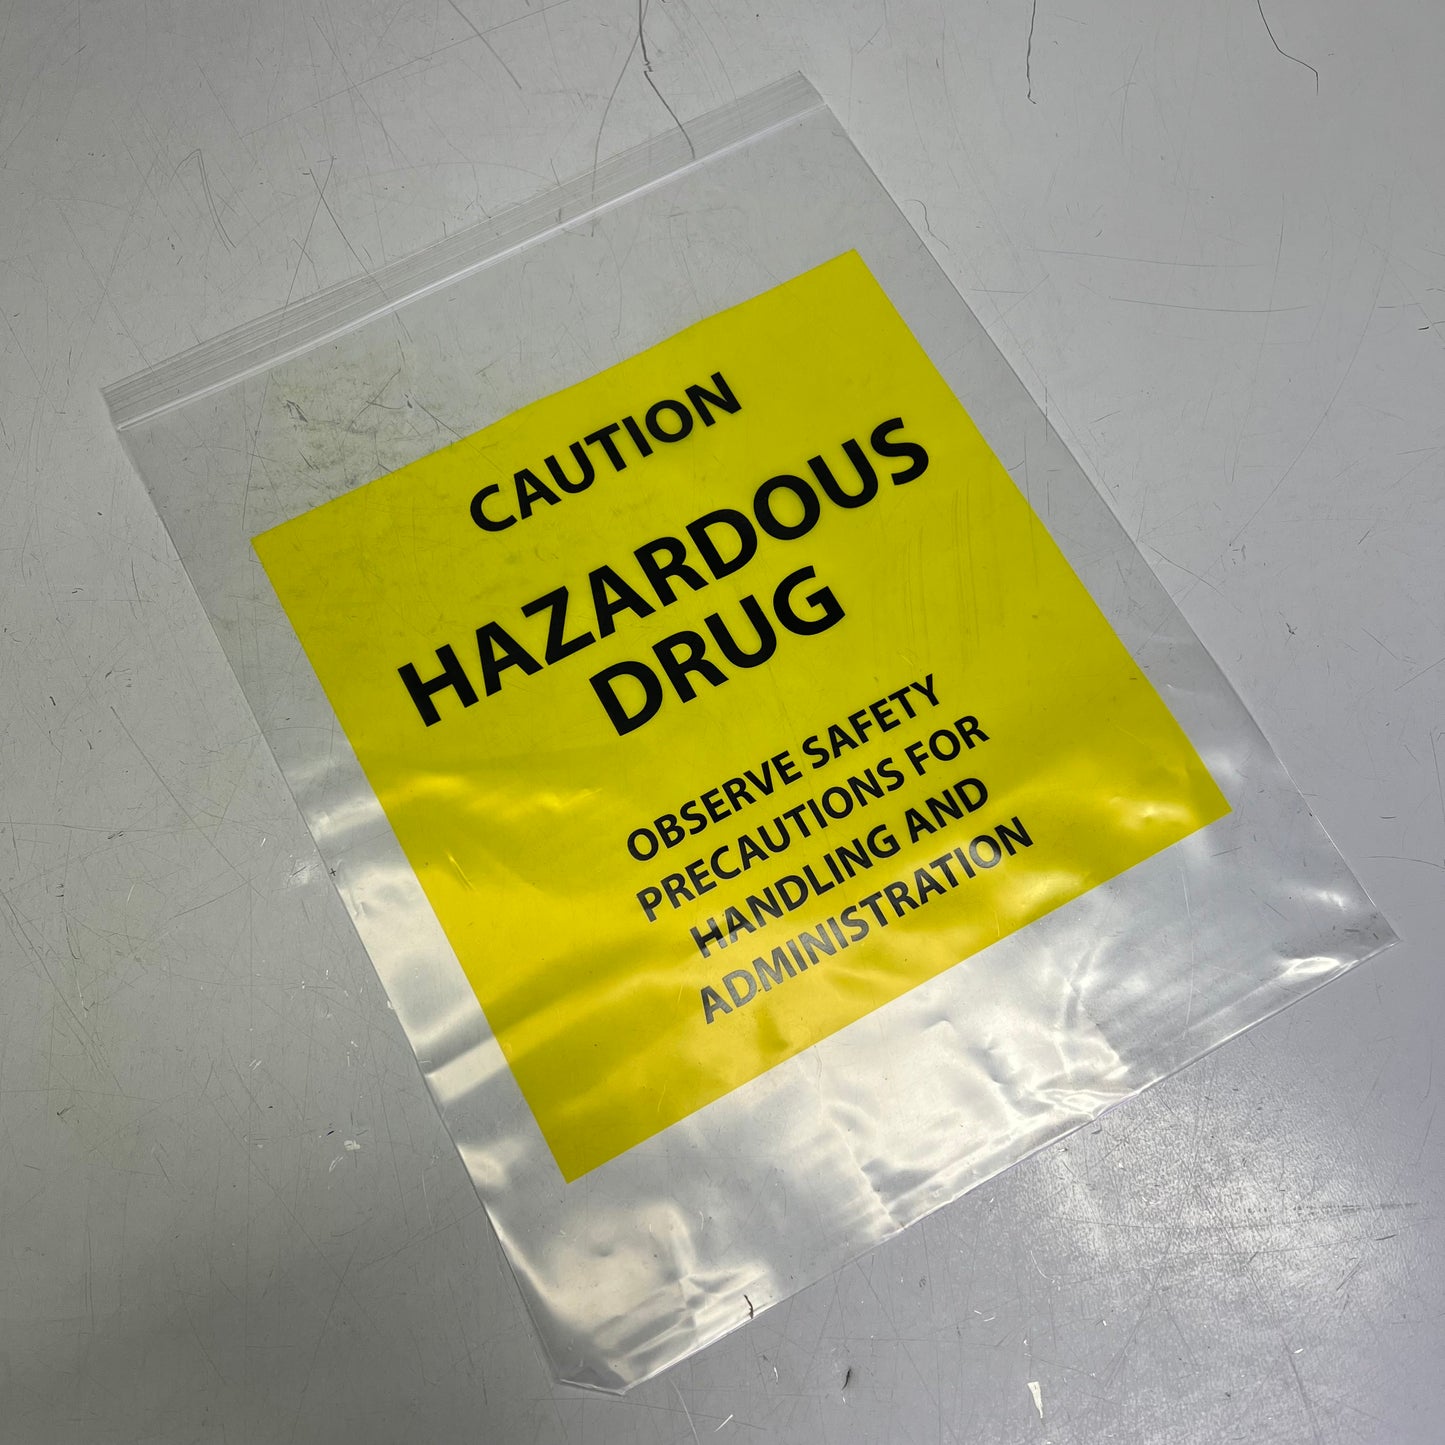 CAUTION
HAZARDOUS
DRUG
OBSERVE SAFETY
PRECAUTIONS FOR
HANDLING AND
ADMINISTRATION